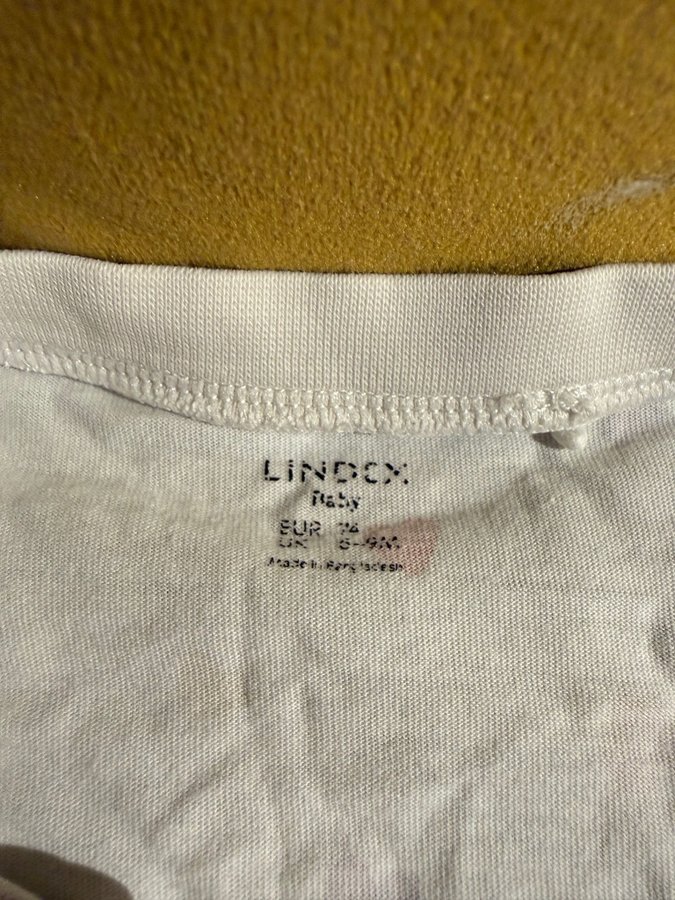 LINDEX
Baby
EUR 74
UK 6-9M
Made in Bangladesh